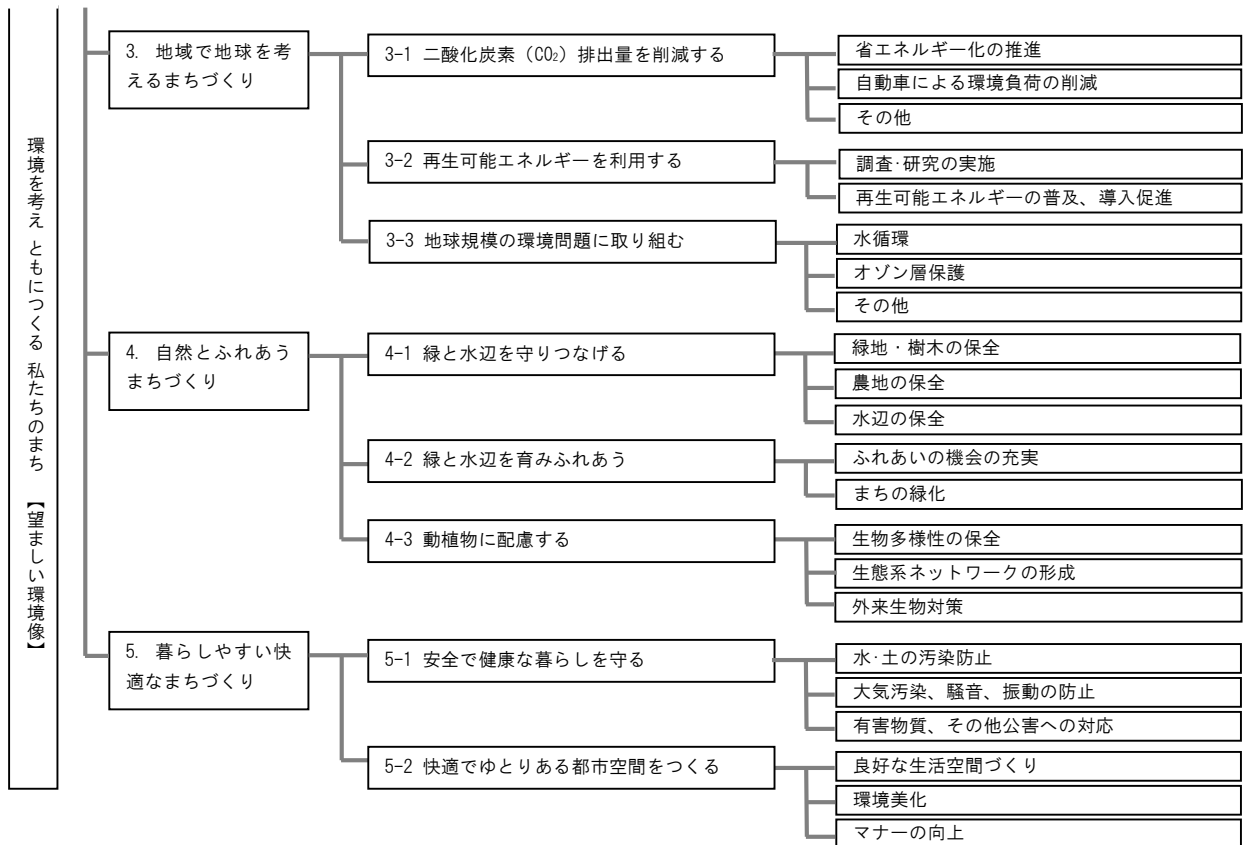 環境を考え ともにつくる 私たちのまち 【望ましい環境像】
3. 地域で地球を考
えるまちづくり
3-1 二酸化炭素（CO₂）排出量を削減する
省エネルギー化の推進
自動車による環境負荷の削減
その他
3-2 再生可能エネルギーを利用する
調査･研究の実施
再生可能エネルギーの普及、導入促進
3-3 地球規模の環境問題に取り組む
水循環
オゾン層保護
その他
4. 自然とふれあう
まちづくり
4-1 緑と水辺を守りつなげる
緑地・樹木の保全
農地の保全
水辺の保全
4-2 緑と水辺を育みふれあう
ふれあいの機会の充実
まちの緑化
4-3 動植物に配慮する
生物多様性の保全
生態系ネットワークの形成
外来生物対策
5. 暮らしやすい快
適なまちづくり
5-1 安全で健康な暮らしを守る
水･土の汚染防止
大気汚染、騒音、振動の防止
有害物質、その他公害への対応
5-2 快適でゆとりある都市空間をつくる
良好な生活空間づくり
環境美化
マナーの向上